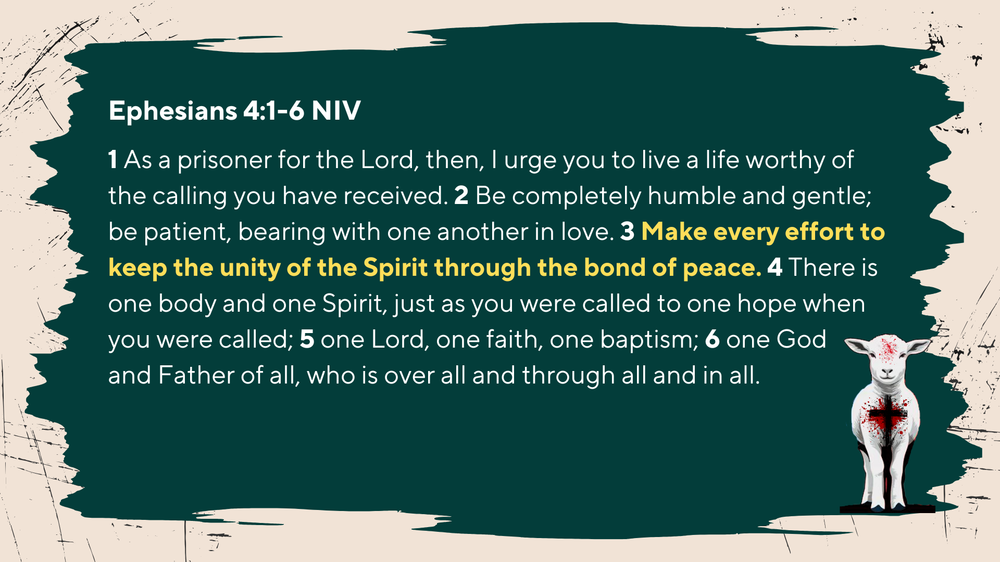 Ephesians 4:1-6 NIV
1 As a prisoner for the Lord, then, I urge you to live a life worthy of
the calling you have received. 2 Be completely humble and gentle;
be patient, bearing with one another in love. 3 Make every effort to
keep the unity of the Spirit through the bond of peace. 4 There is
one body and one Spirit, just as you were called to one hope when
you were called; 5 one Lord, one faith, one baptism; 6 one God
and Father of all, who is over all and through all and in all.